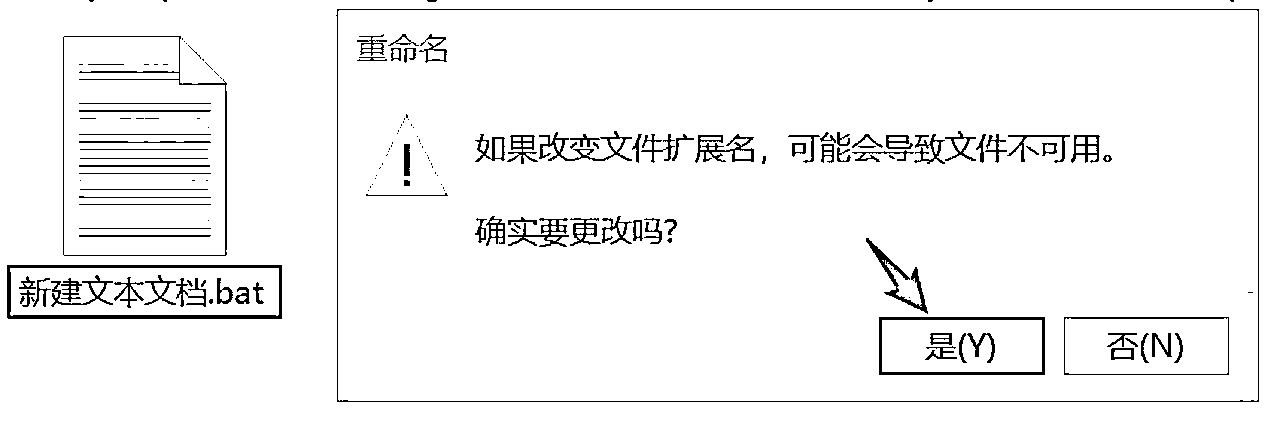 重命名
如果改变文件扩展名，可能会导致文件不可用。
确实要更改吗？
新建文本文档.bat
是(Y)
否(N)